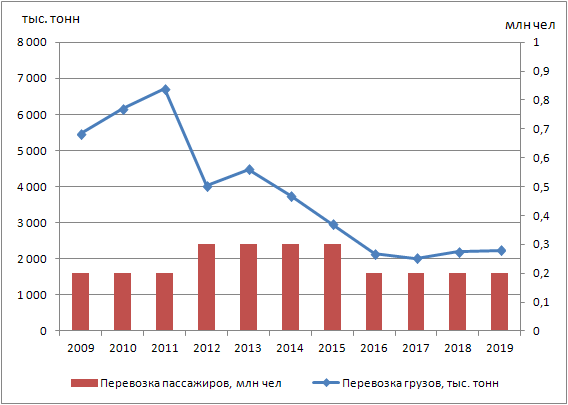 тыс. тонн
млн чел
8 000 1
7 000 0,9
6 000 0,8
5 000 0,7
4 000 0,6
3 000 0,5
2 000 0,4
1 000 0,3
0 0,2
0,1
0
2009 2010 2011 2012 2013 2014 2015 2016 2017 2018 2019
Перевозка пассажиров, млн чел Перевозка грузов, тыс. тонн